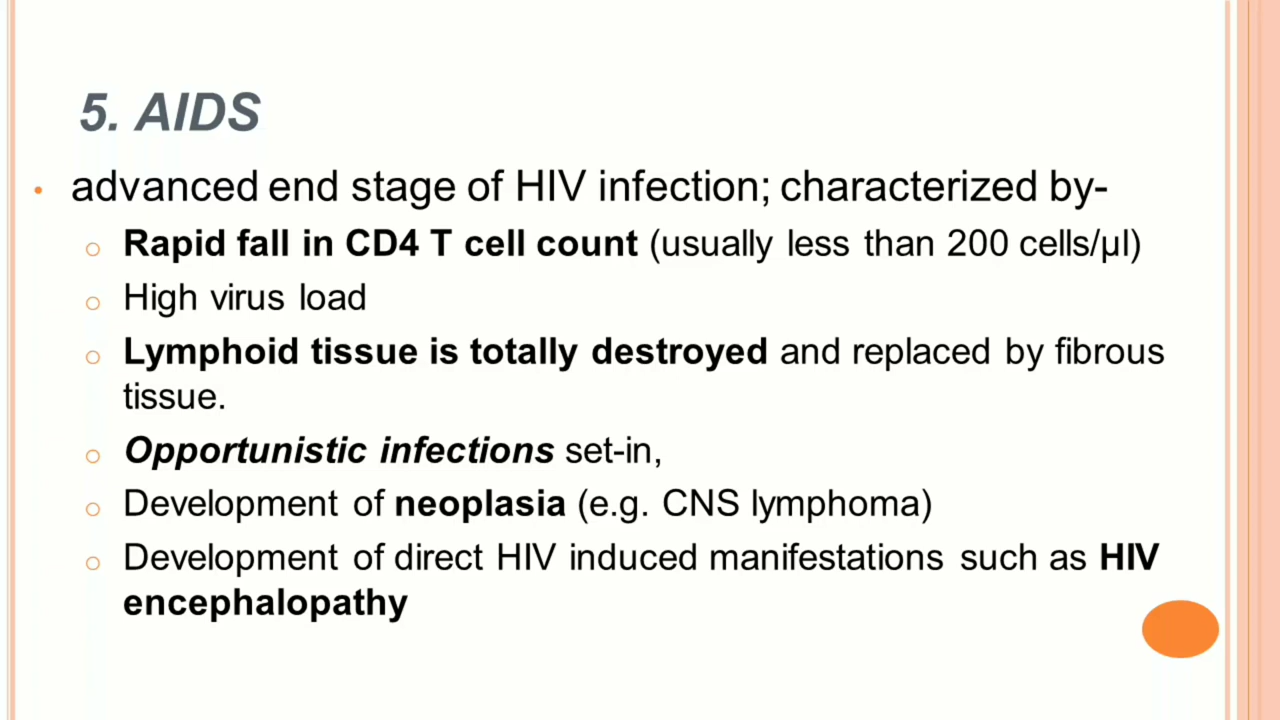 5. AIDS
• advanced end stage of HIV infection; characterized by-
o Rapid fall in CD4 T cell count (usually less than 200 cells/μl)
o High virus load
o Lymphoid tissue is totally destroyed and replaced by fibrous
tissue.
o Opportunistic infections set-in,
o Development of neoplasia (e.g. CNS lymphoma)
o Development of direct HIV induced manifestations such as HIV
encephalopathy